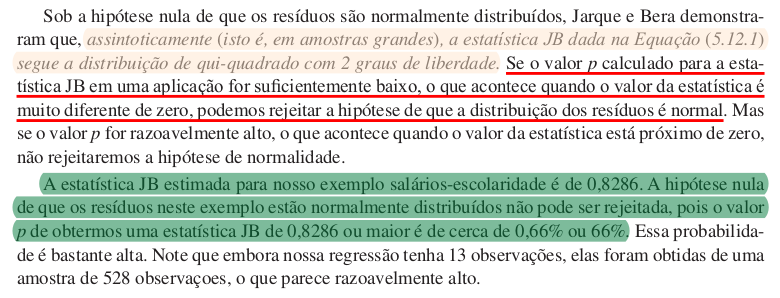 Sob a hipótese nula de que os resíduos são normalmente distribuídos, Jarque e Bera demonstra-
ram que, assintoticamente (isto é, em amostras grandes), a estatística JB dada na Equação (5.12.1)
segue a distribuição de qui-quadrado com 2 graus de liberdade. Se o valor p calculado para a esta-
tística JB em uma aplicação for suficientemente baixo, o que acontece quando o valor da estatística é
muito diferente de zero, podemos rejeitar a hipótese de que a distribuição dos resíduos é normal. Mas
se o valor p for razoavelmente alto, o que acontece quando o valor da estatística está próximo de zero,
não rejeitaremos a hipótese de normalidade.
A estatística JB estimada para nosso exemplo salários-escolaridade é de 0,8286. A hipótese nula
de que os resíduos neste exemplo estão normalmente distribuídos não pode ser rejeitada, pois o valor
p de obtermos uma estatística JB de 0,8286 ou maior é de cerca de 0,66% ou 66%. Essa probabilida-
de é bastante alta. Note que embora nossa regressão tenha 13 observações, elas foram obtidas de uma
amostra de 528 observaçoes, o que parece razoavelmente alto.